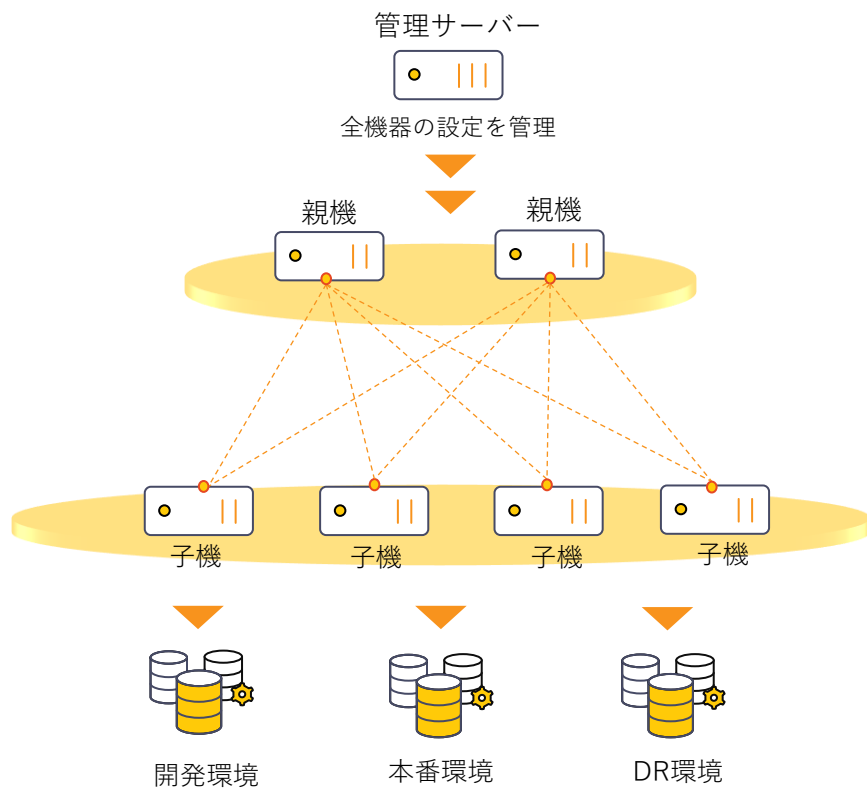 管理サーバー
全機器の設定を管理
親機
親機
子機
子機
子機
子機
開発環境
本番環境
DR環境